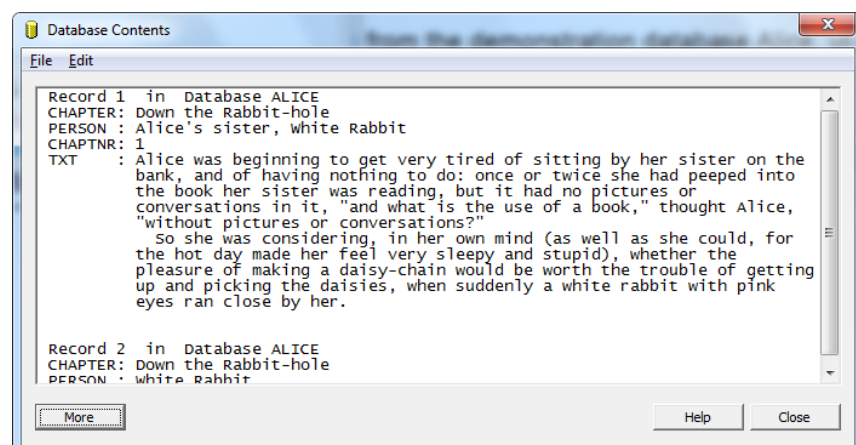 from the demonstration database Alice
Database Contents
File Edit
Record 1 in Database ALICE
CHAPTER: Down the Rabbit-hole
PERSON : Alice's sister, White Rabbit
CHAPTNR: 1
TXT : Alice was beginning to get very tired of sitting by her sister on the
bank, and of having nothing to do: once or twice she had peeped into
the book her sister was reading, but it had no pictures or
conversations in it, "and what is the use of a book," thought Alice,
"without pictures or conversations?"
So she was considering, in her own mind (as well as she could, for
the hot day made her feel very sleepy and stupid), whether the
pleasure of making a daisy-chain would be worth the trouble of getting
up and picking the daisies, when suddenly a white rabbit with pink
eyes ran close by her.
Record 2 in Database ALICE
CHAPTER: Down the Rabbit-hole
PERSON : White Rabbit
More Help Close